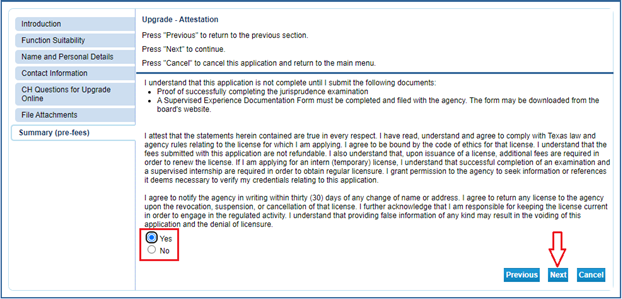 Introduction
Function Suitability
Name and Personal Details
Contact Information
CH Questions for Upgrade
Online
File Attachments
Summary (pre-fees)
Upgrade - Attestation
Press "Previous" to return to the previous section.
Press "Next" to continue.
Press "Cancel" to cancel this application and return to the main menu.
I understand that this application is not complete until I submit the following documents:
• Proof of successfully completing the jurisprudence examination
• A Supervised Experience Documentation Form must be completed and filed with the agency. The form may be downloaded from the
board's website.
I attest that the statements herein contained are true in every respect. I have read, understand and agree to comply with Texas law and
agency rules relating to the license for which I am applying. I agree to be bound by the code of ethics for that license. I understand that the
fees submitted with this application are not refundable. I also understand that, upon issuance of a license, additional fees are required in
order to renew the license. If I am applying for an intern (temporary) license, I understand that successful completion of an examination and
a supervised internship are required in order to obtain regular licensure. I grant permission to the agency to seek information or references
it deems necessary to verify my credentials relating to this application.
I agree to notify the agency in writing within thirty (30) days of any change of name or address. I agree to return any license to the agency
upon the revocation, suspension, or cancellation of that license. I further acknowledge that I am responsible for keeping the license current
in order to engage in the regulated activity. I understand that providing false information of any kind may result in the voiding of this
application and the denial of licensure.
Yes
No
Previous Next Cancel